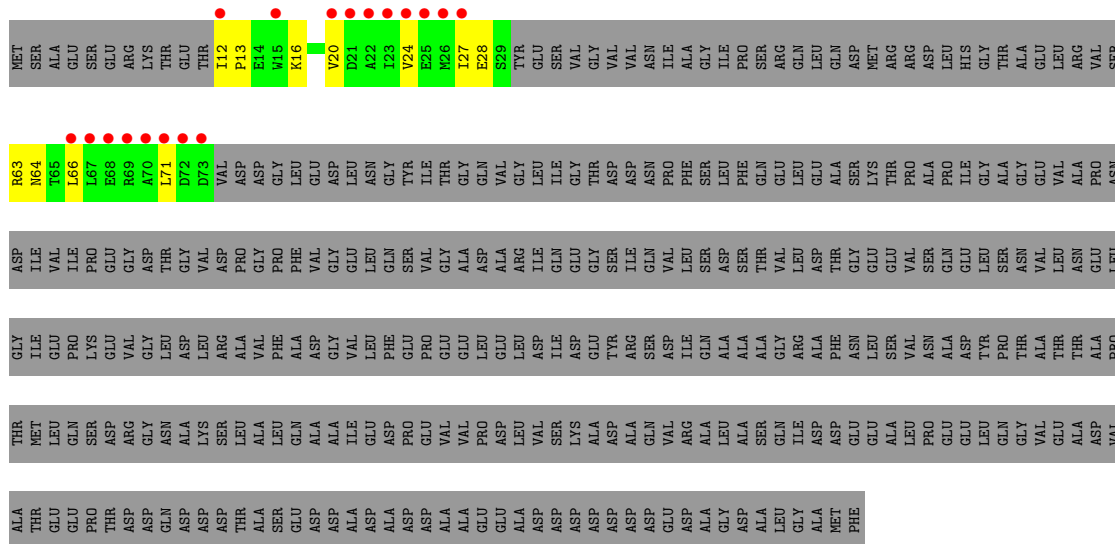 MET SER ALA GLU SER GLU ARG LYS THR GLU THR I12 P13 E14 W15 K16 V20 D21 A22 I23 V24 E25 M26 I27 E28 S29 TYR GLU SER VAL GLY VAL VAL ASN ILE ALA GLY ILE PRO SER ARG GLN LEU GLN ASP MET ARG ARG ASP LEU HIS GLY THR ALA GLU LEU ARG VAL SER
R63 N64 T65 L66 L67 E68 R69 A70 L71 D72 D73 VAL ASP ASP GLY LEU GLU ASP LEU ASN GLY TYR ILE THR GLY GLN VAL GLY LEU ILE GLY THR ASP ASP ASN PRO PHE SER LEU PHE GLN GLU LEU GLU ALA SER LYS THR PRO ALA PRO ILE GLY ALA GLY GLU VAL ALA PRO ASN
ASP ILE VAL ILE PRO GLU GLY ASP THR GLY VAL ASP PRO GLY PRO PHE VAL GLY GLU LEU GLN SER VAL GLY ALA ASP ALA ARG ILE GLN GLU GLY SER ILE GLN VAL LEU SER ASP SER THR VAL LEU ASP THR GLY GLU GLU VAL SER GLN GLU LEU SER ASN VAL LEU ASN GLU LEU
GLY ILE GLU PRO LYS GLU VAL GLY LEU ASP LEU ARG ALA VAL PHE ALA ASP GLY VAL LEU PHE GLU PRO GLU GLU LEU GLU LEU ASP ILE ASP GLU TYR ARG SER ASP ILE GLN ALA ALA ALA GLY ARG ALA PHE ASN LEU SER VAL ASN ALA ASP TYR PRO THR ALA THR THR ALA PRO
THR MET LEU GLN SER ASP ARG GLY ASN ALA LYS SER LEU ALA LEU GLN ALA ALA ILE GLU ASP PRO GLU VAL VAL PRO ASP LEU VAL SER LYS ALA ASP ALA GLN VAL ARG ALA LEU ALA SER GLN ILE ASP ASP GLU GLU ALA LEU PRO GLU GLU LEU GLN GLY VAL GLU ALA ASP VAL
ALA THR GLU GLU PRO THR ASP ASP GLN ASP ASP THR ALA SER GLU ASP ASP ALA ASP ALA ASP ASP ALA ALA GLU GLU ALA ASP ASP ASP ASP ASP ASP GLU ASP ALA GLY ASP ALA LEU GLY ALA MET PHE